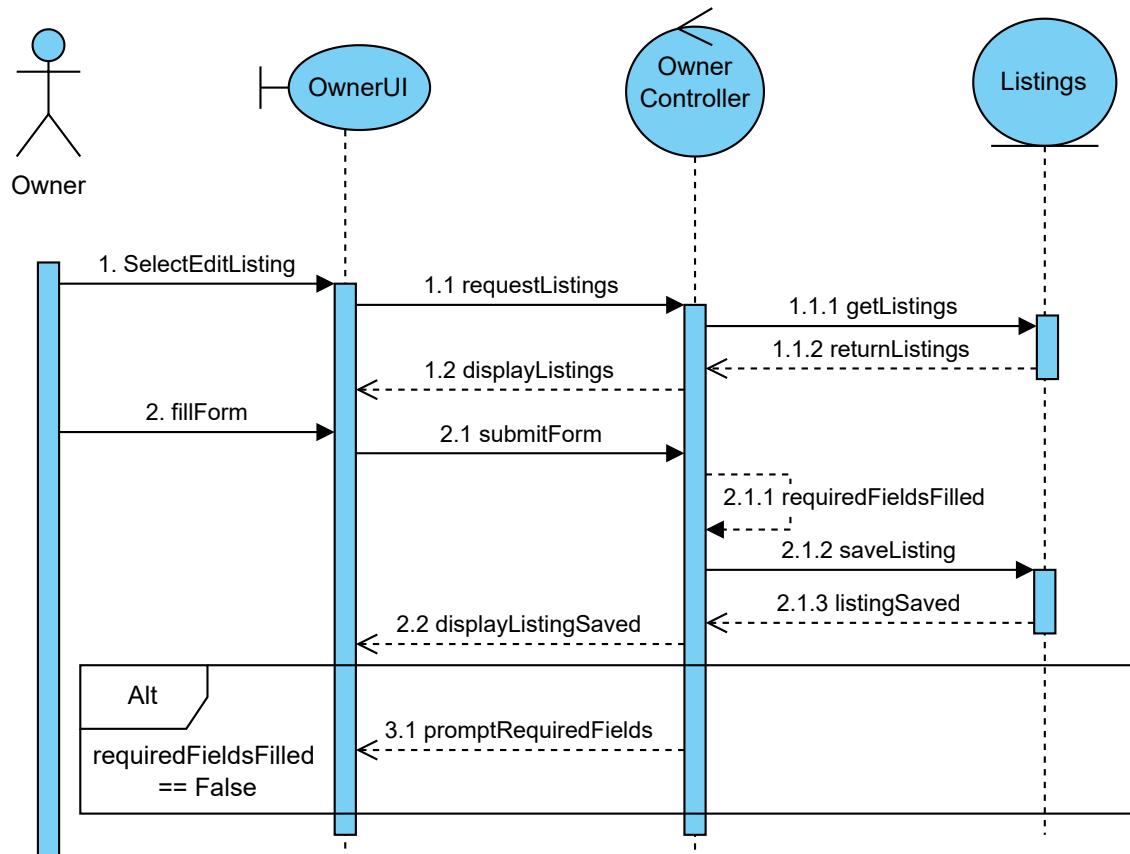 OwnerUI
Owner
Controller
Listings
Owner
1. SelectEditListing
1.1 requestListings
1.1.1 getListings
1.1.2 returnListings
1.2 displayListings
2. fillForm
2.1 submitForm
2.1.1 requiredFieldsFilled
2.1.2 saveListing
2.1.3 listingSaved
2.2 displayListingSaved
Alt
3.1 promptRequiredFields
requiredFieldsFilled
== False